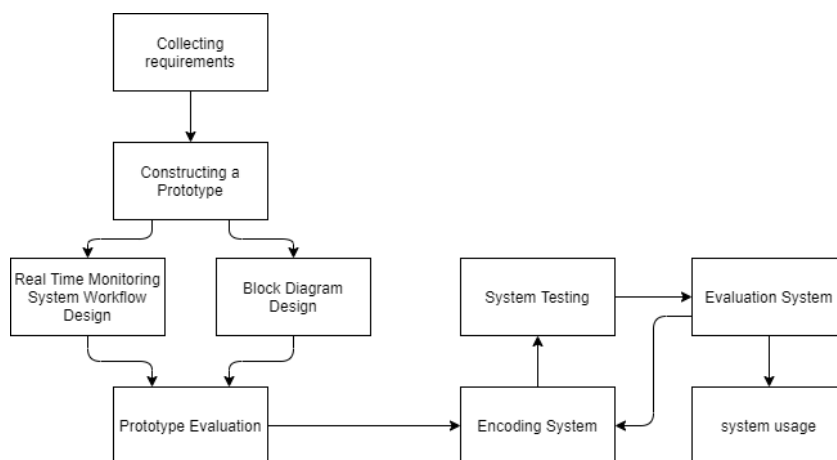 Collecting
requirements
Constructing a
Prototype
Real Time Monitoring
System Workflow
Design
Block Diagram
Design
System Testing
Evaluation System
Prototype Evaluation
Encoding System
system usage